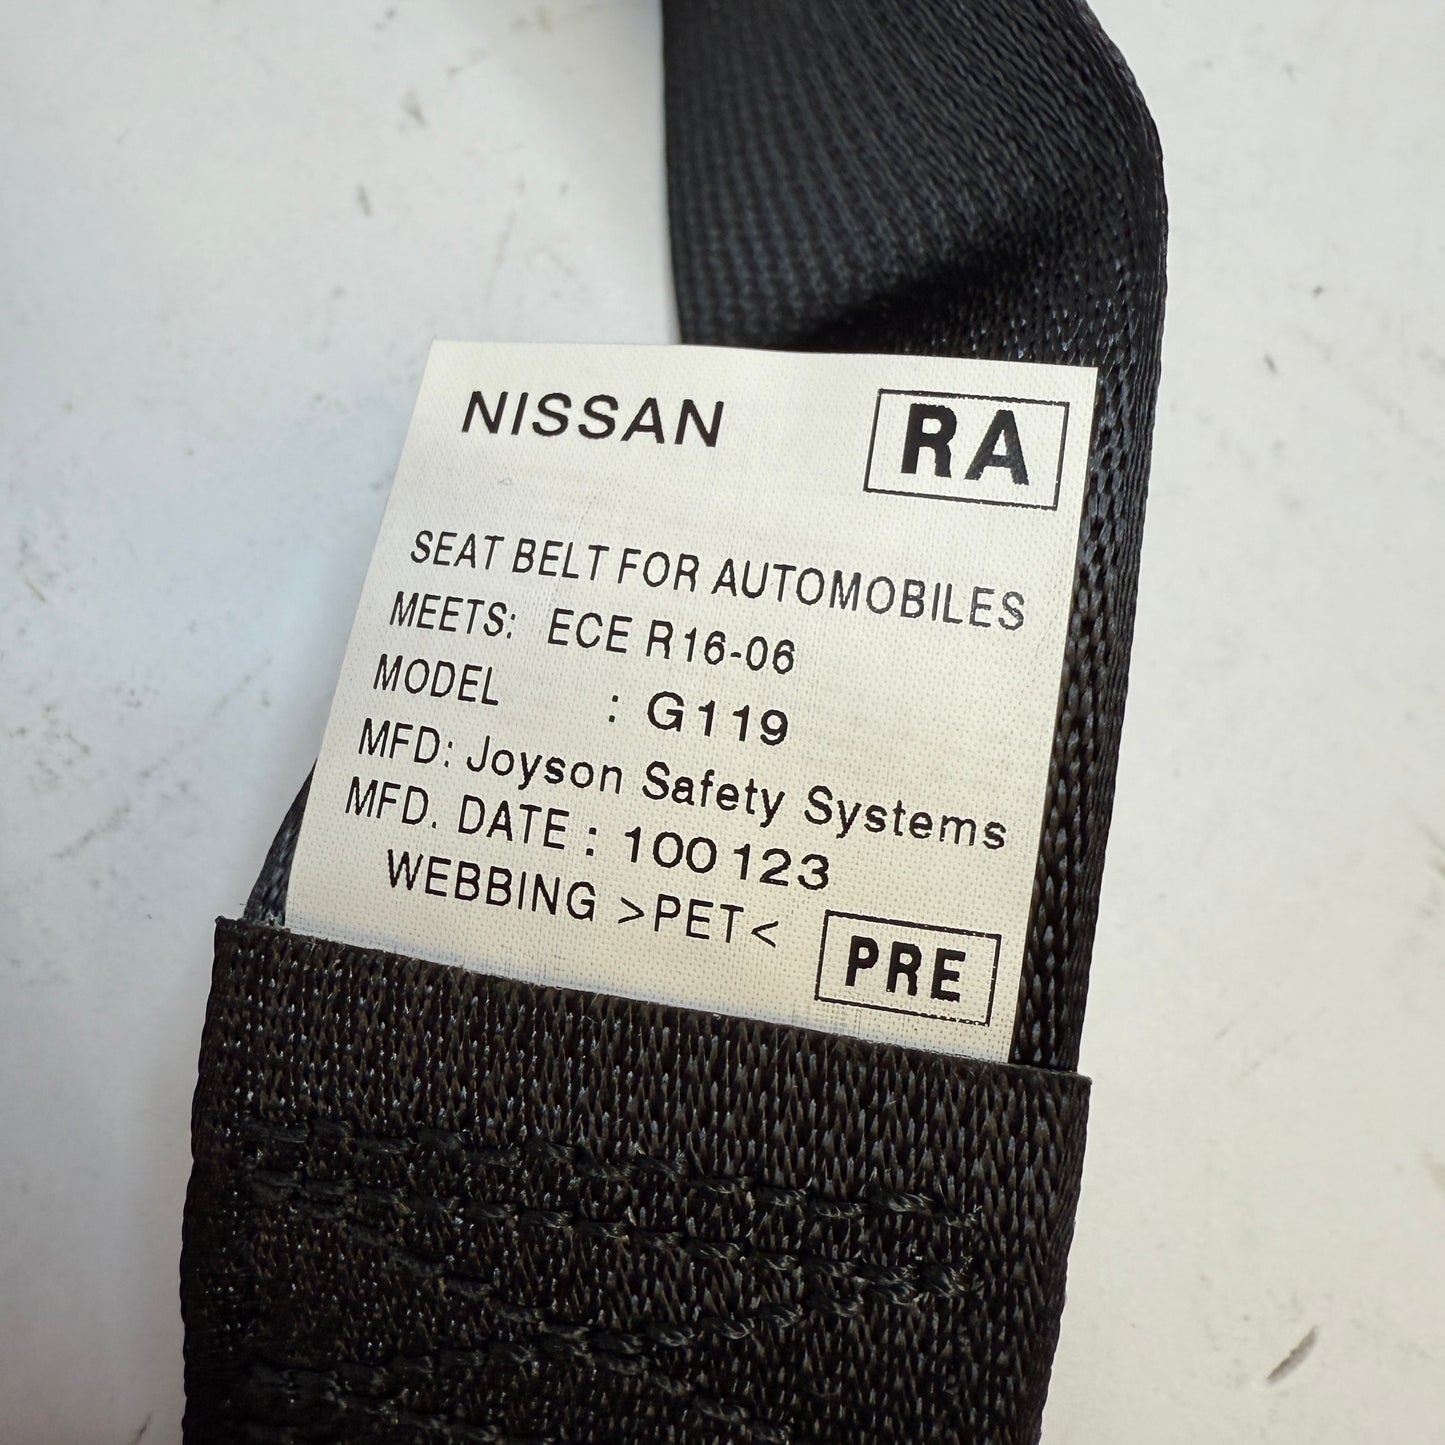 NISSAN
RA
SEAT BELT FOR AUTOMOBILES
MEETS: ECE R16-06
MODEL : G119
MFD: Joyson Safety Systems
MFD. DATE : 100123
WEBBING >PET<
PRE